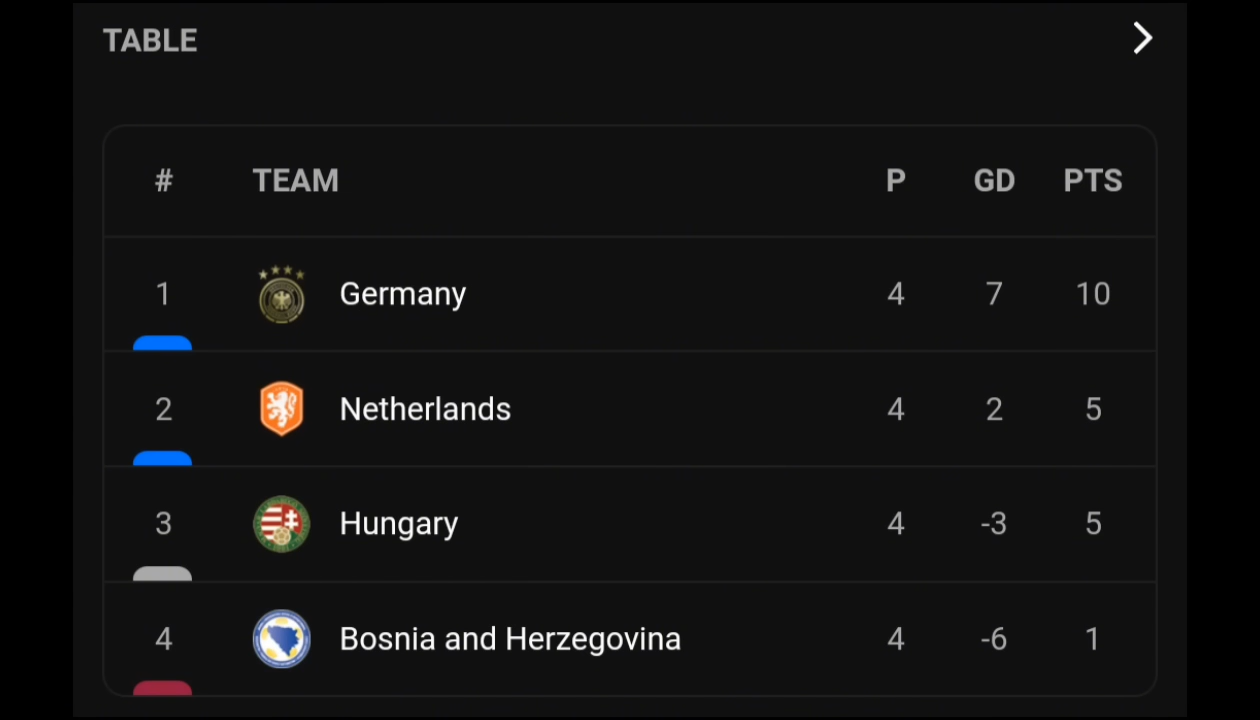 TABLE
# TEAM P GD PTS
1 Germany 4 7 10
2 Netherlands 4 2 5
3 Hungary 4 -3 5
4 Bosnia and Herzegovina 4 -6 1